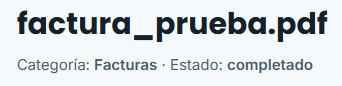 factura_prueba.pdf
Categoría: Facturas · Estado: completado